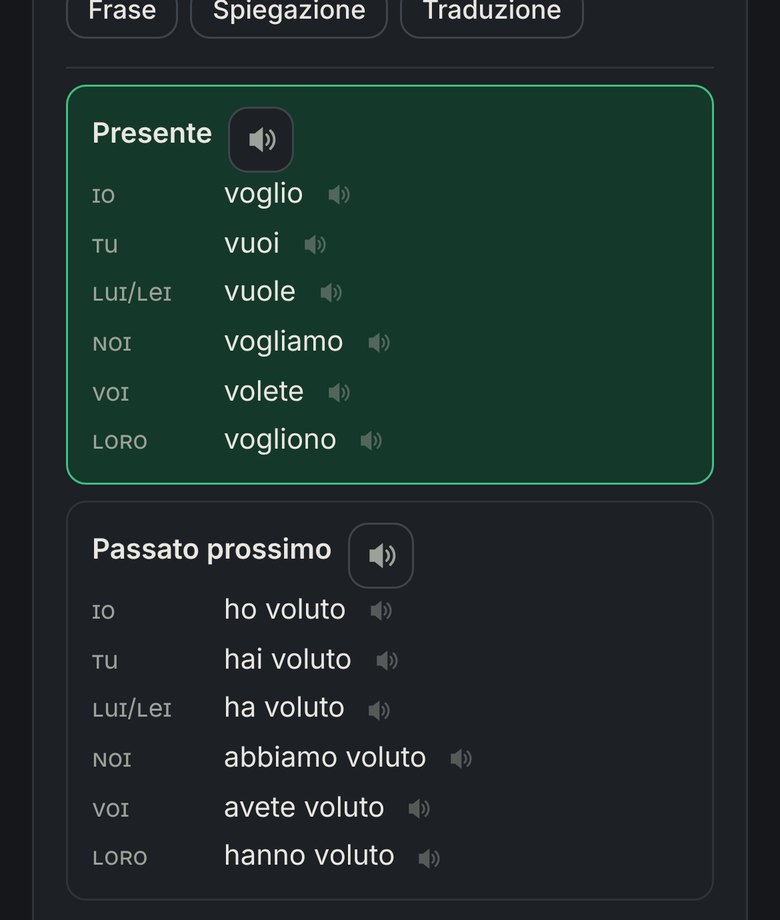 Frase Spiegazione Traduzione
Presente
IO voglio
TU vuoi
LUI/LEI vuole
NOI vogliamo
VOI volete
LORO vogliono
Passato prossimo
IO ho voluto
TU hai voluto
LUI/LEI ha voluto
NOI abbiamo voluto
VOI avete voluto
LORO hanno voluto